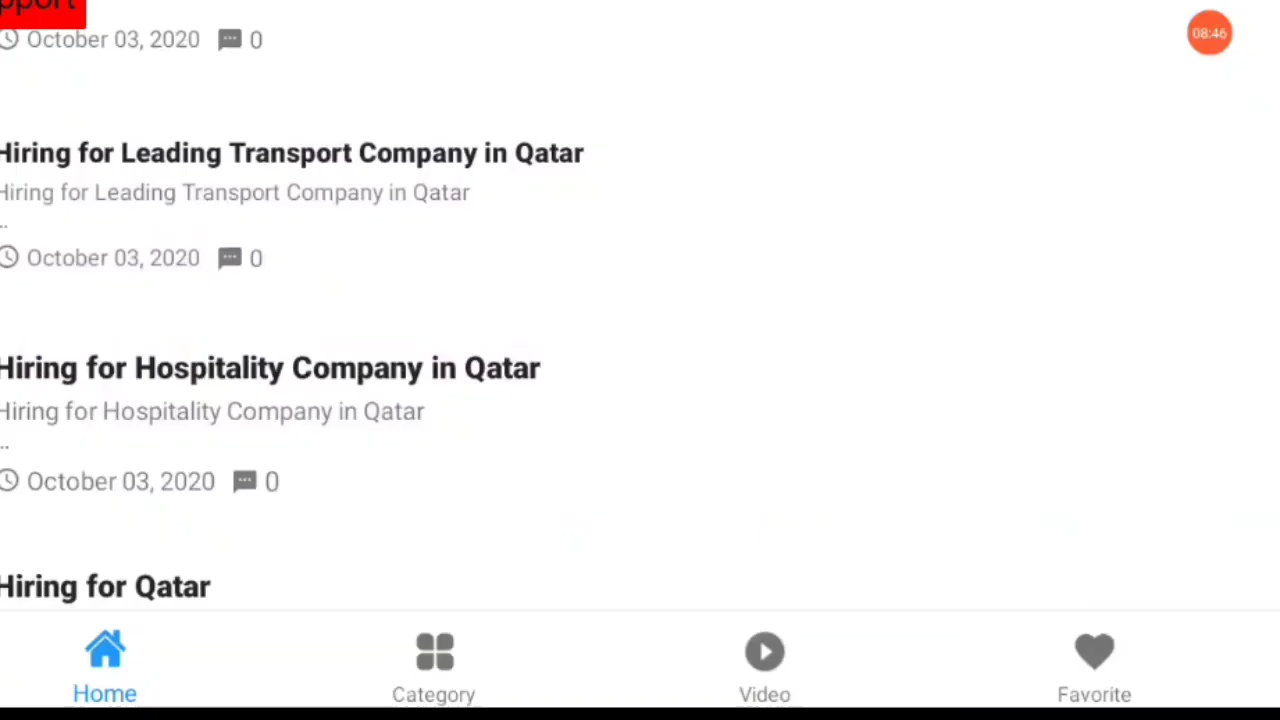 October 03, 2020 0
08:46
Hiring for Leading Transport Company in Qatar
Hiring for Leading Transport Company in Qatar
..
October 03, 2020 0
Hiring for Hospitality Company in Qatar
Hiring for Hospitality Company in Qatar
..
October 03, 2020 0
Hiring for Qatar
Home Category Video Favorite